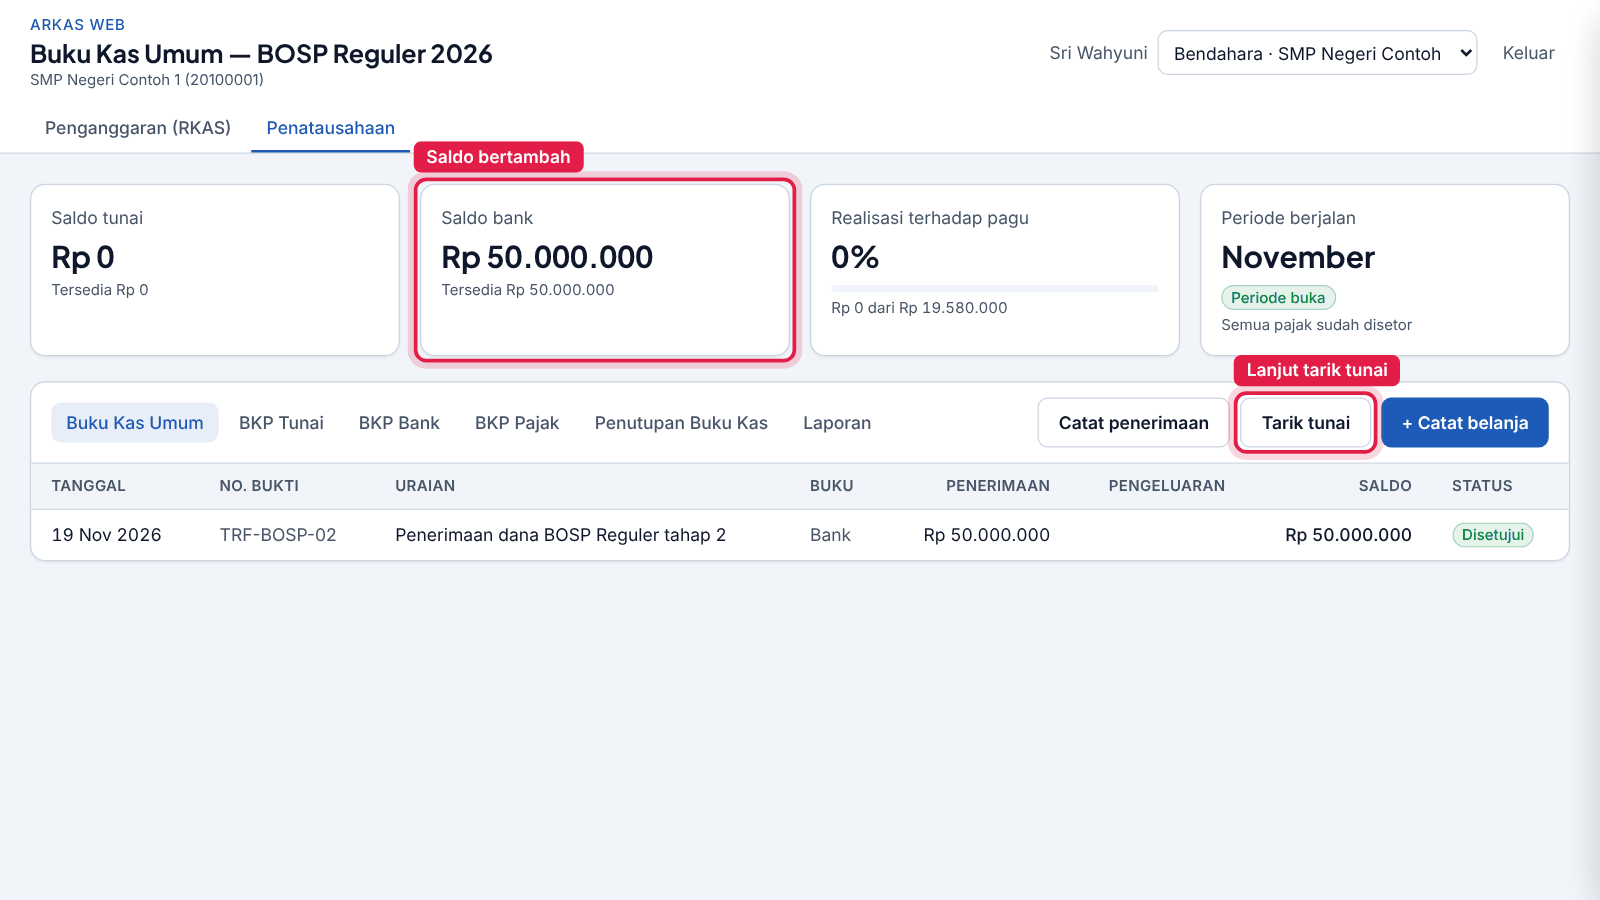 ARKAS WEB
Buku Kas Umum — BOSP Reguler 2026
SMP Negeri Contoh 1 (20100001)
Sri Wahyuni
Bendahara · SMP Negeri Contoh
Keluar
Penganggaran (RKAS)
Penatausahaan
Saldo bertambah
Saldo tunai
Rp 0
Tersedia Rp 0
Saldo bank
Rp 50.000.000
Tersedia Rp 50.000.000
Realisasi terhadap pagu
0%
Rp 0 dari Rp 19.580.000
Periode berjalan
November
Periode buka
Semua pajak sudah disetor
Lanjut tarik tunai
Buku Kas Umum
BKP Tunai
BKP Bank
BKP Pajak
Penutupan Buku Kas
Laporan
Catat penerimaan
Tarik tunai
+ Catat belanja
TANGGAL NO. BUKTI URAIAN BUKU PENERIMAAN PENGELUARAN SALDO STATUS
19 Nov 2026 TRF-BOSP-02 Penerimaan dana BOSP Reguler tahap 2 Bank Rp 50.000.000 Rp 50.000.000 Disetujui